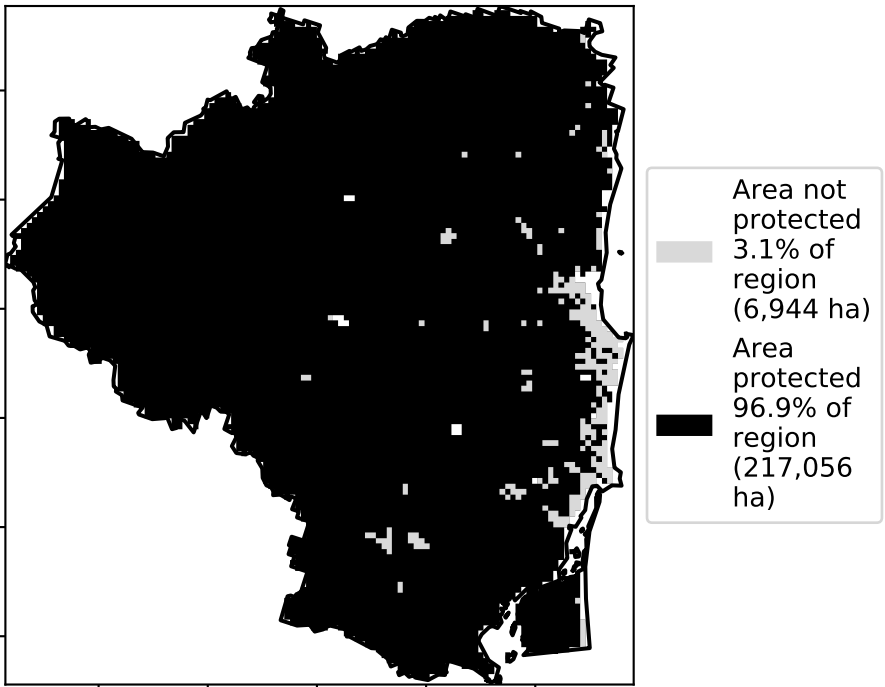 Area not
protected
3.1% of
region
(6,944 ha)
Area
protected
96.9% of
region
(217,056
ha)